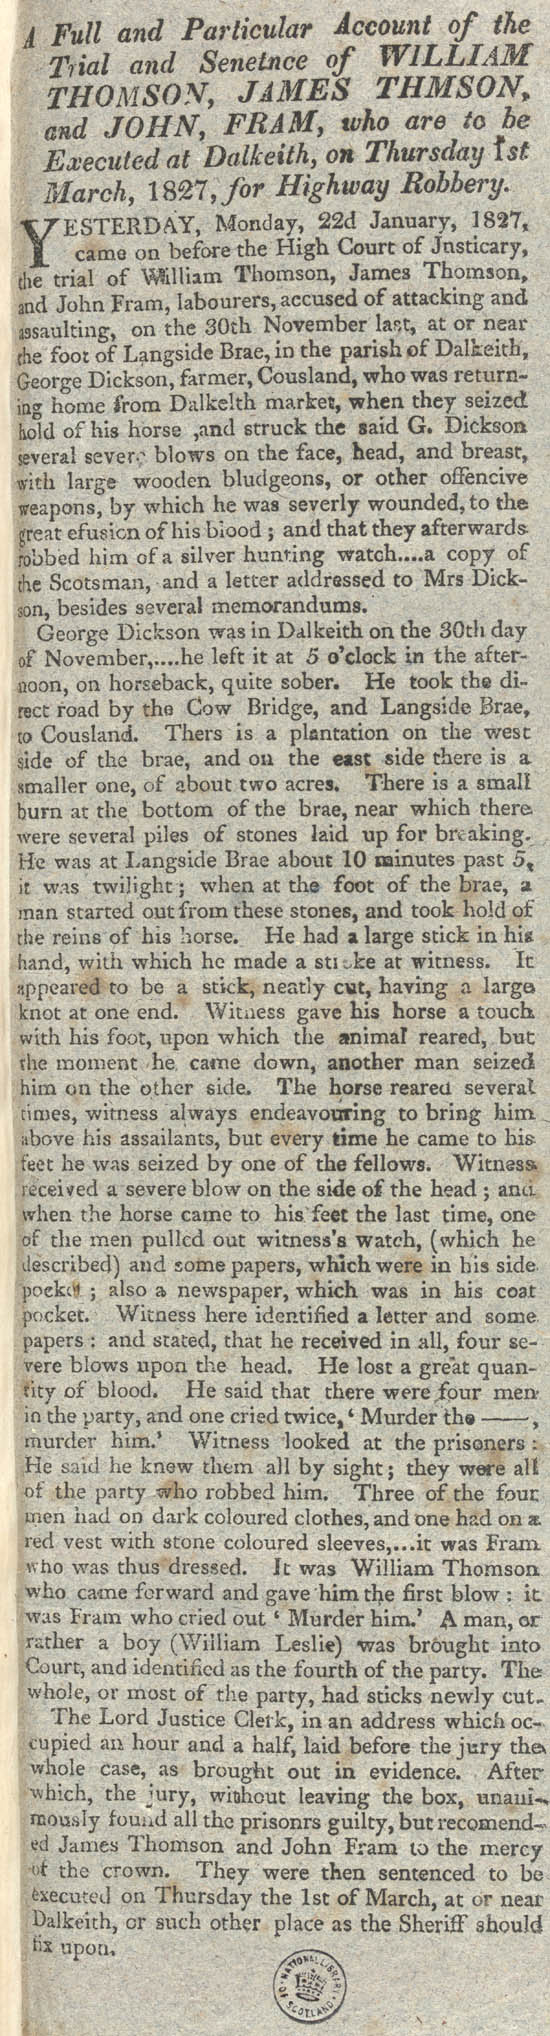 A Full and Particular Account of the
Trial and Senetnce of WILLIAM
THOMSON, JAMES THMSON,
and JOHN, FRAM, who are to be
Executed at Dalkeith, on Thursday 1st
March, 1827, for Highway Robbery.
YESTERDAY, Monday, 22d January, 1827,
came on before the High Court of Justicary,
the trial of William Thomson, James Thomson,
and John Fram, labourers, accused of attacking and
assaulting, on the 30th November last, at or near
the foot of Langside Brae, in the parish of Dalkeith,
George Dickson, farmer, Cousland, who was return-
ing home from Dalkelth market, when they seized
hold of his horse ,and struck the said G. Dickson
several severe blows on the face, head, and breast,
with large wooden bludgeons, or other offencive
weapons, by which he was severly wounded, to the
great efusion of his blood ; and that they afterwards
robbed him of a silver hunting watch....a copy of
the Scotsman, and a letter addressed to Mrs Dick-
son, besides several memorandums.
George Dickson was in Dalkeith on the 30th day
of November,....he left it at 5 o'clock in the after-
noon, on horseback, quite sober. He took the di-
rect road by the Cow Bridge, and Langside Brae,
to Cousland. Thers is a plantation on the west
side of the brae, and on the east side there is a
smaller one, of about two acres. There is a small
burn at the bottom of the brae, near which there
were several piles of stones laid up for breaking.
He was at Langside Brae about 10 minutes past 5,
it was twilight ; when at the foot of the brae, a
man started out from these stones, and took hold of
the reins of his horse. He had a large stick in his
hand, with which he made a stroke at witness. It
appeared to be a stick, neatly cut, having a large
knot at one end. Witness gave his horse a touch
with his foot, upon which the animal reared, but
the moment he came down, another man seized
him on the other side. The horse reared several
times, witness always endeavouring to bring him
above his assailants, but every time he came to his
feet he was seized by one of the fellows. Witness
received a severe blow on the side of the head ; and
when the horse came to his feet the last time, one
of the men pulled out witness's watch, (which he
described) and some papers, which were in his side
pocket ; also a newspaper, which was in his coat
pocket. Witness here identified a letter and some
papers : and stated, that he received in all, four se-
vere blows upon the head. He lost a great quan-
tity of blood. He said that there were four men
in the party, and one cried twice, ‘ Murder the ——,
murder him.’ Witness looked at the prisoners :
He said he knew them all by sight ; they were all
of the party who robbed him. Three of the four
men had on dark coloured clothes, and one had on a
red vest with stone coloured sleeves,...it was Fram
who was thus dressed. It was William Thomson
who came forward and gave him the first blow : it
was Fram who cried out ‘ Murder him.’ A man, or
rather a boy (William Leslie) was brought into
Court, and identified as the fourth of the party. The
whole, or most of the party, had sticks newly cut.
The Lord Justice Clerk, in an address which oc-
cupied an hour and a half, laid before the jury the
whole case, as brought out in evidence. After
which, the jury, without leaving the box, unani-
mously found all the prisonrs guilty, but recomend-
ed James Thomson and John Fram to the mercy
of the crown. They were then sentenced to be
executed on Thursday the 1st of March, at or near
Dalkeith, or such other place as the Sheriff should
fix upon.
NATIONAL LIBRARY
OF SCOTLAND